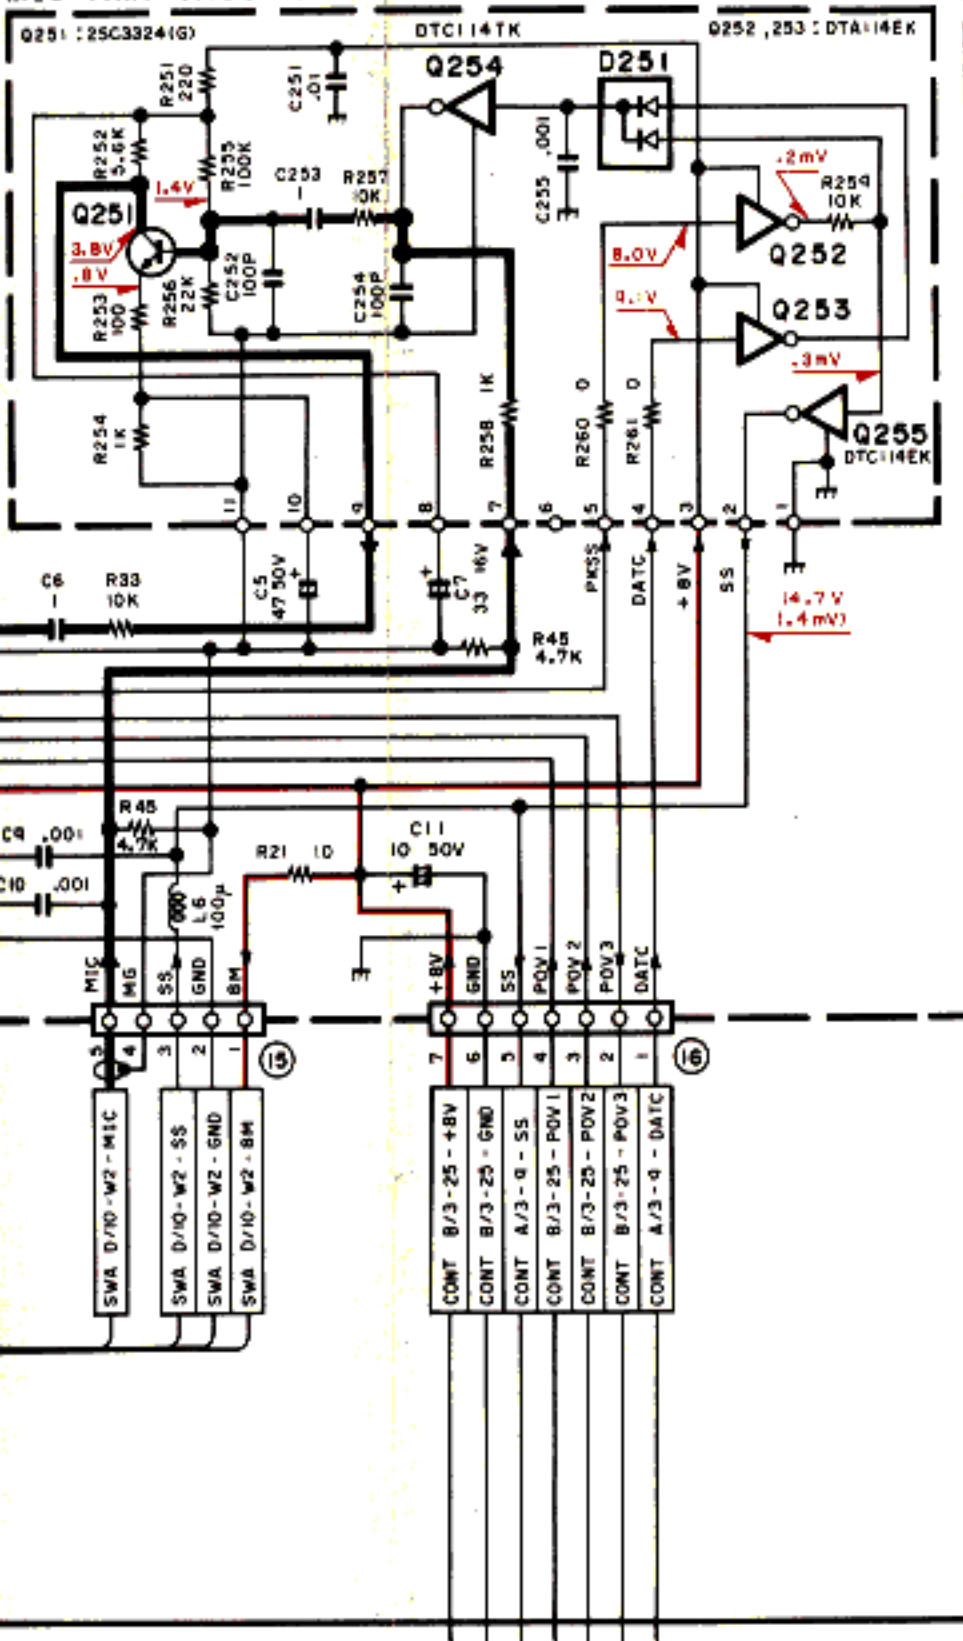 Q251 : 2SC3324(G)
DTC114TK
Q252, 253 : DTA114EK
R251
220
C251
.01
Q254
D251
R252
5.6K
R255
100K
C253
1
R257
10K
C255 .001
.2mV
R259
10K
1.4V
Q251
3.8V
.8V
R253
100
R256
22K
C252
100P
C254
100P
8.0V
Q252
9.1V
Q253
.3mV
R254
1K
R258 1K
R260 0
R261 0
Q255
DTC114EK
11
10
9
8
7
6
5
4
3
2
1
C6
1
R33
10K
C5
47 50V
+
+
C7
33 16V
PKSS
DATC
+8V
SS
14.7V
(.4mV)
R45
4.7K
R45
4.7K
C9 .001
C10 .001
L6
100μ
R21 10
C11
10 50V
+
MIC
MG
SS
GND
8M
+8V
GND
SS
POV1
POV2
POV3
DATC
5
4
3
2
1
15
7
6
5
4
3
2
1
16
SWA D/10-W2-MIC
SWA D/10-W2-SS
SWA D/10-W2-GND
SWA D/10-W2-8M
CONT B/3-25-+8V
CONT B/3-25-GND
CONT A/3-9-SS
CONT B/3-25-POV1
CONT B/3-25-POV2
CONT B/3-25-POV3
CONT A/3-9-DATC